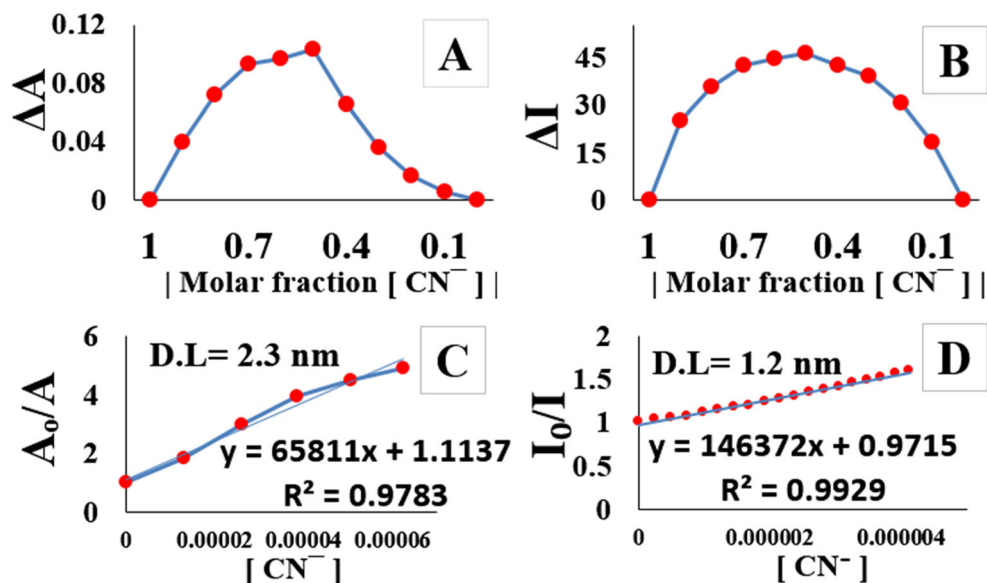 A
ΔA
0.12
0.08
0.04
0
1 0.7 0.4 0.1
| Molar fraction [ CN¯ ] |
B
ΔI
45
30
15
0
1 0.7 0.4 0.1
| Molar fraction [ CN¯ ] |
C
A₀/A
6
4
2
0
D.L= 2.3 nm
y = 65811x + 1.1137
R² = 0.9783
0 0.00002 0.00004 0.00006
[ CN¯ ]
D
I₀/I
2
1.5
1
0.5
0
D.L= 1.2 nm
y = 146372x + 0.9715
R² = 0.9929
0 0.000002 0.000004
[ CN⁻ ]